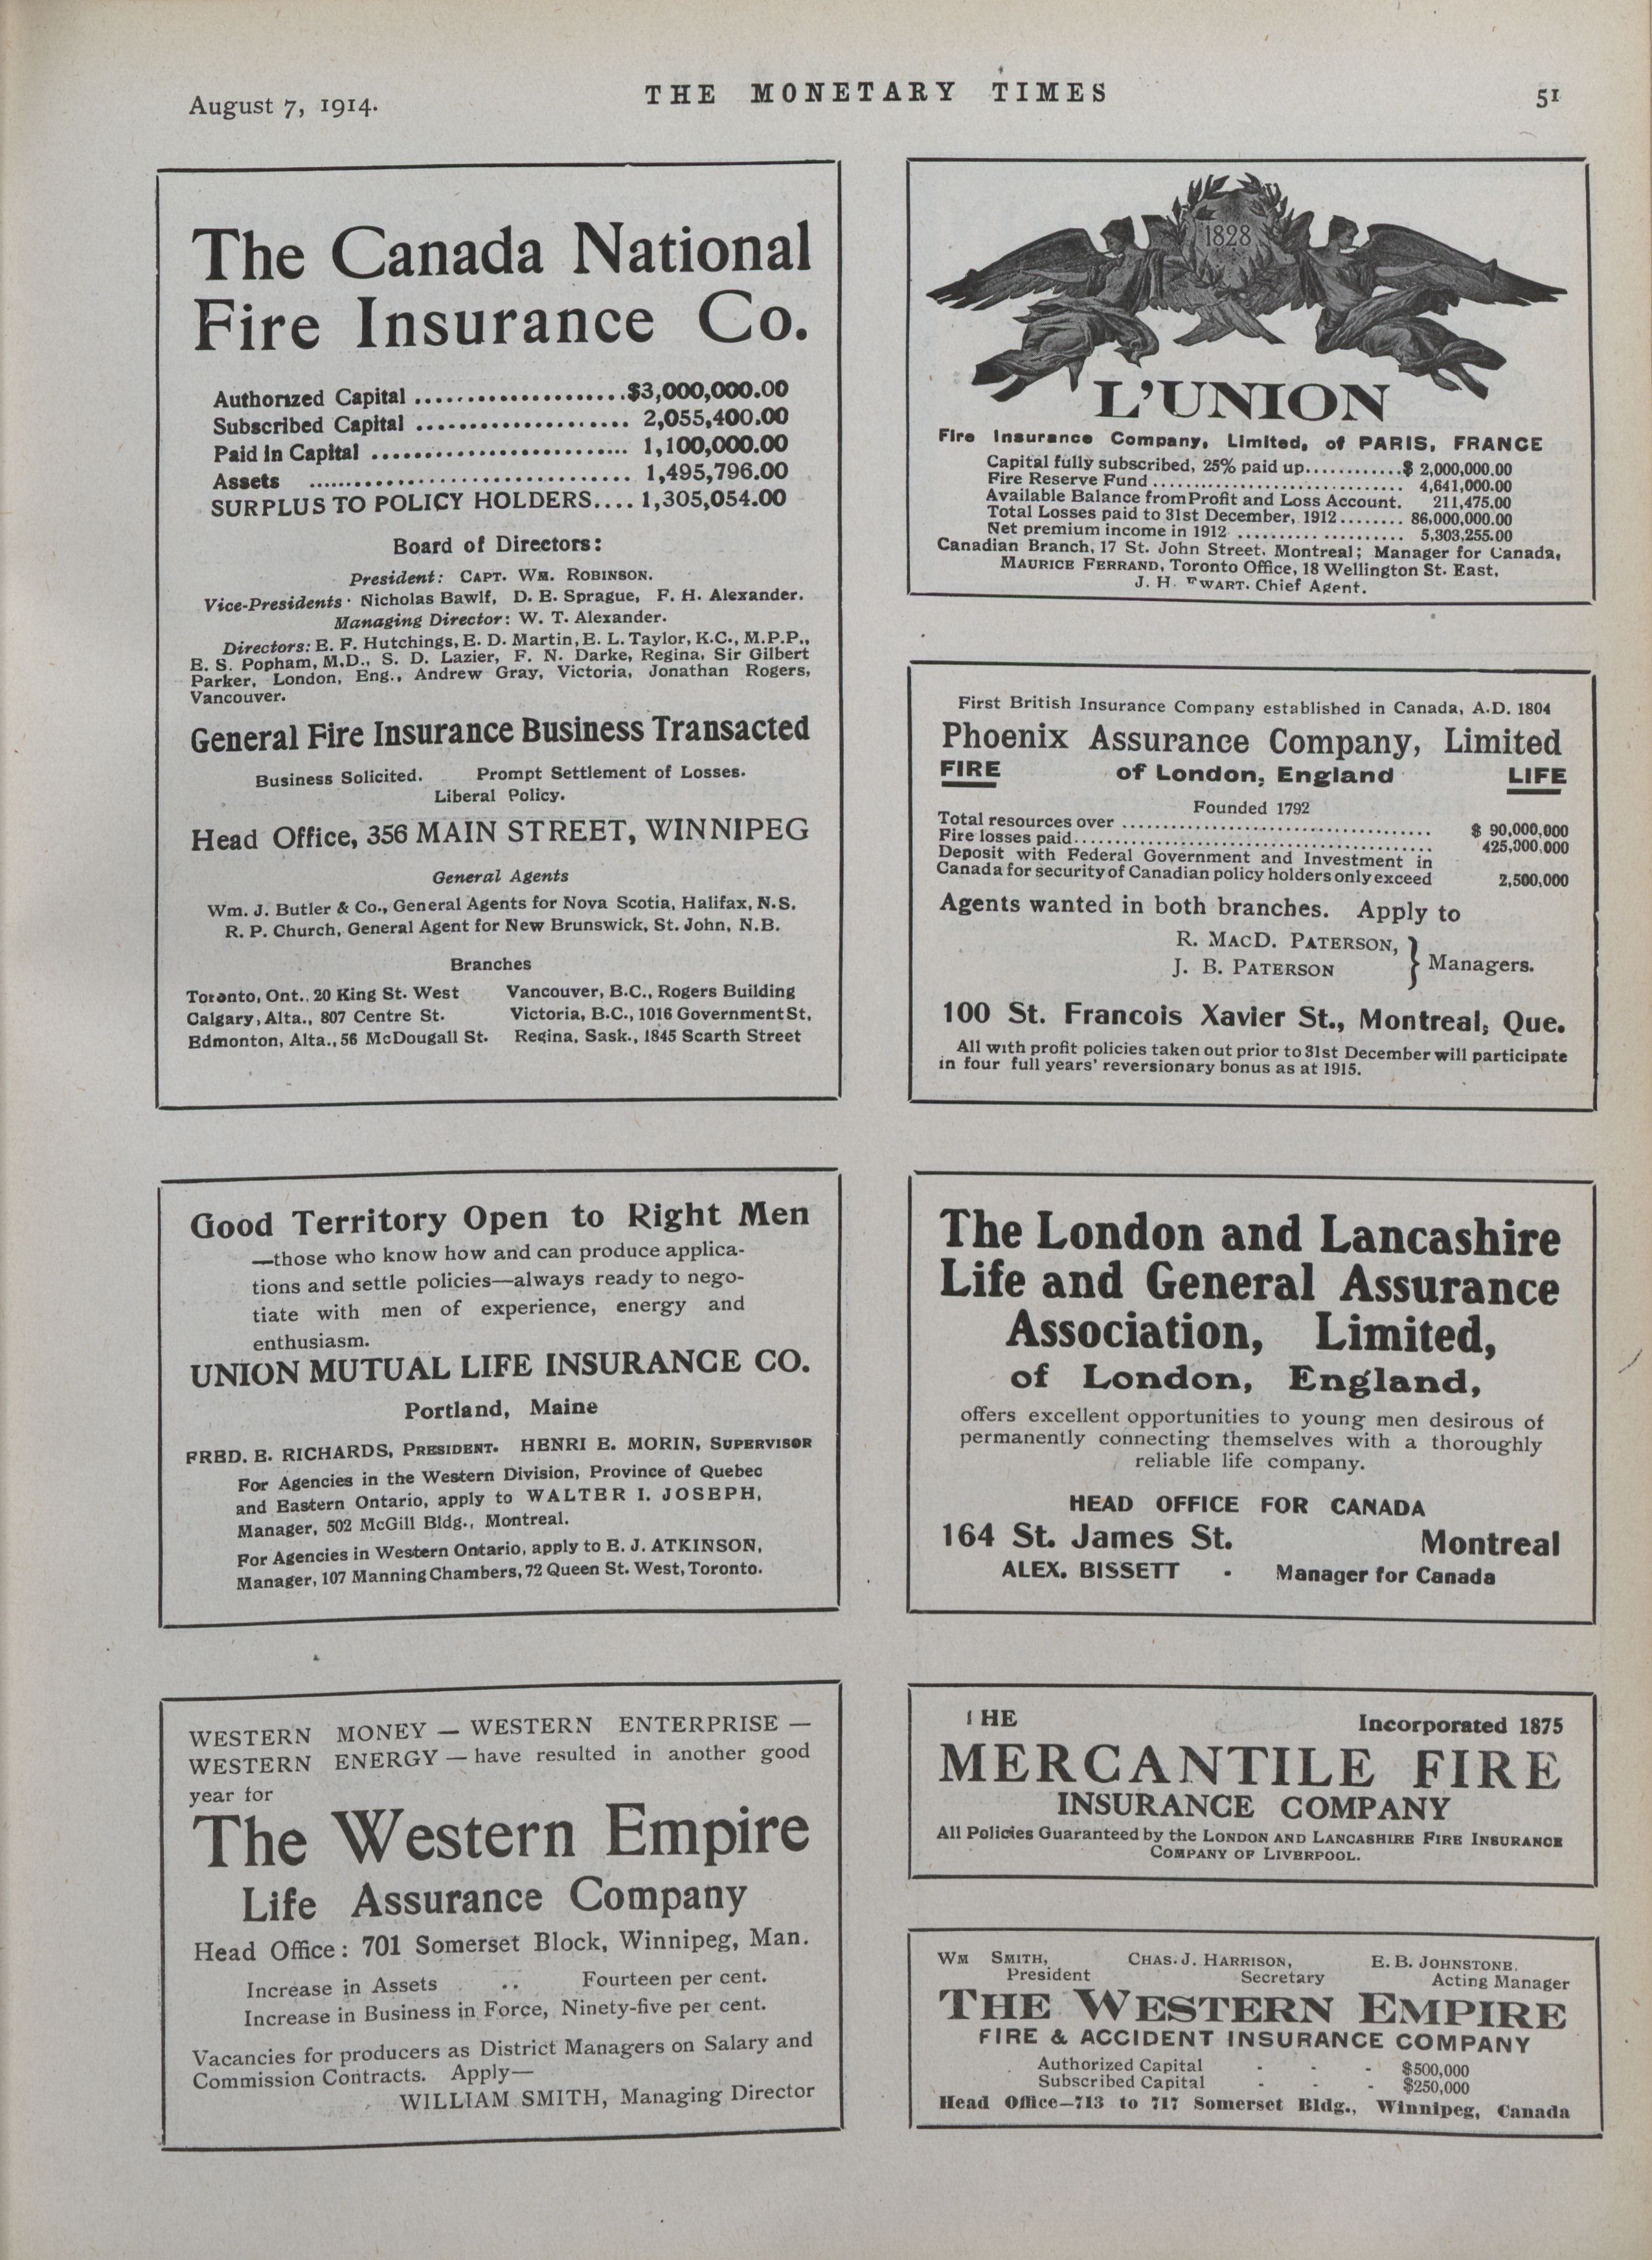 August 7, 1914.
THE MONETARY TIMES
51
The Canada National
Fire Insurance Co.
Authorized Capital ........................$3,000,000.00
Subscribed Capital .................... 2,055,400.00
Paid in Capital ........................ 1,100,000.00
Assets .............................. 1,495,796.00
SURPLUS TO POLICY HOLDERS.... 1,305,054.00
Board of Directors:
President: CAPT. WM. ROBINSON.
Vice-Presidents· Nicholas Bawlf, D. E. Sprague, F. H. Alexander.
Managing Director: W. T. Alexander.
Directors: E. F. Hutchings, E. D. Martin, E. L. Taylor, K.C., M.P.P.,
E. S. Popham, M.D., S. D. Lazier, F. N. Darke, Regina, Sir Gilbert
Parker, London, Eng., Andrew Gray, Victoria, Jonathan Rogers,
Vancouver.
General Fire Insurance Business Transacted
Business Solicited. Prompt Settlement of Losses.
Liberal Policy.
Head Office, 356 MAIN STREET, WINNIPEG
General Agents
Wm. J. Butler & Co., General Agents for Nova Scotia, Halifax, N.S.
R. P. Church, General Agent for New Brunswick, St. John, N.B.
Branches
Toronto, Ont., 20 King St. West Vancouver, B.C., Rogers Building
Calgary, Alta., 807 Centre St. Victoria, B.C., 1016 Government St.
Edmonton, Alta., 56 McDougall St. Regina, Sask., 1845 Scarth Street
Good Territory Open to Right Men
—those who know how and can produce applica-
tions and settle policies—always ready to nego-
tiate with men of experience, energy and
enthusiasm.
UNION MUTUAL LIFE INSURANCE CO.
Portland, Maine
FRED. E. RICHARDS, PRESIDENT. HENRI E. MORIN, SUPERVISOR
For Agencies in the Western Division, Province of Quebec
and Eastern Ontario, apply to WALTER I. JOSEPH,
Manager, 502 McGill Bldg., Montreal.
For Agencies in Western Ontario, apply to E. J. ATKINSON,
Manager, 107 Manning Chambers, 72 Queen St. West, Toronto.
WESTERN MONEY — WESTERN ENTERPRISE —
WESTERN ENERGY — have resulted in another good
year for
The Western Empire
Life Assurance Company
Head Office: 701 Somerset Block, Winnipeg, Man.
Increase in Assets .. Fourteen per cent.
Increase in Business in Force, Ninety-five per cent.
Vacancies for producers as District Managers on Salary and
Commission Contracts. Apply—
WILLIAM SMITH, Managing Director
1828
L'UNION
Fire Insurance Company, Limited, of PARIS, FRANCE
Capital fully subscribed, 25% paid up............$ 2,000,000.00
Fire Reserve Fund .............................. 4,641,000.00
Available Balance from Profit and Loss Account. 211,475.00
Total Losses paid to 31st December, 1912........ 86,000,000.00
Net premium income in 1912 .................... 5,303,255.00
Canadian Branch, 17 St. John Street, Montreal; Manager for Canada,
MAURICE FERRAND, Toronto Office, 18 Wellington St. East,
J. H. EWART, Chief Agent.
First British Insurance Company established in Canada, A.D. 1804
Phoenix Assurance Company, Limited
FIRE of London, England LIFE
Founded 1792
Total resources over .................................... $ 90,000,000
Fire losses paid.......................................... 425,000,000
Deposit with Federal Government and Investment in
Canada for security of Canadian policy holders only exceed 2,500,000
Agents wanted in both branches. Apply to
R. MACD. PATERSON,
J. B. PATERSON } Managers.
100 St. Francois Xavier St., Montreal, Que.
All with profit policies taken out prior to 31st December will participate
in four full years' reversionary bonus as at 1915.
The London and Lancashire
Life and General Assurance
Association, Limited,
of London, England,
offers excellent opportunities to young men desirous of
permanently connecting themselves with a thoroughly
reliable life company.
HEAD OFFICE FOR CANADA
164 St. James St. Montreal
ALEX. BISSETT - Manager for Canada
THE Incorporated 1875
MERCANTILE FIRE
INSURANCE COMPANY
All Policies Guaranteed by the LONDON AND LANCASHIRE FIRE INSURANCE
COMPANY OF LIVERPOOL.
WM SMITH, CHAS. J. HARRISON, E. B. JOHNSTONE,
President Secretary Acting Manager
THE WESTERN EMPIRE
FIRE & ACCIDENT INSURANCE COMPANY
Authorized Capital - - - $500,000
Subscribed Capital - - - $250,000
Head Office—713 to 717 Somerset Bldg., Winnipeg, Canada